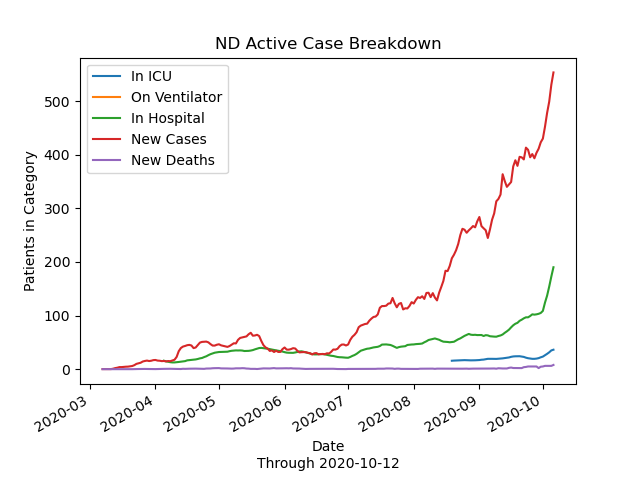 ND Active Case Breakdown
In ICU
On Ventilator
In Hospital
New Cases
New Deaths
Patients in Category
500
400
300
200
100
0
2020-03
2020-04
2020-05
2020-06
2020-07
2020-08
2020-09
2020-10
Date
Through 2020-10-12